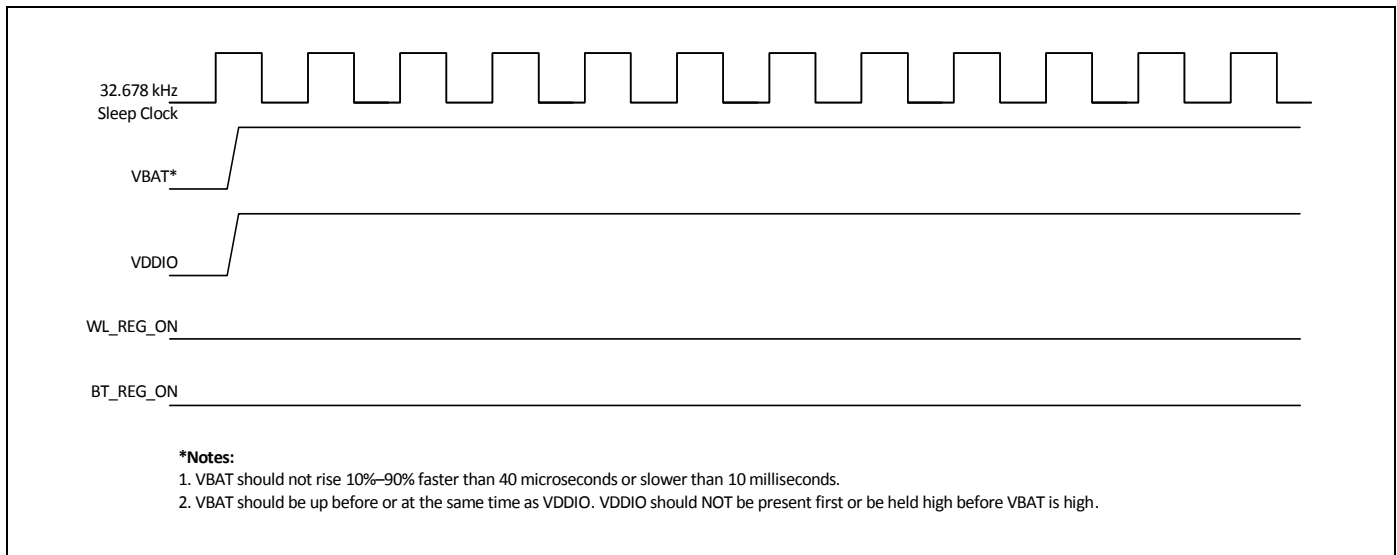 32.678 kHz
Sleep Clock
VBAT*
VDDIO
WL_REG_ON
BT_REG_ON
*Notes:
1. VBAT should not rise 10%–90% faster than 40 microseconds or slower than 10 milliseconds.
2. VBAT should be up before or at the same time as VDDIO. VDDIO should NOT be present first or be held high before VBAT is high.